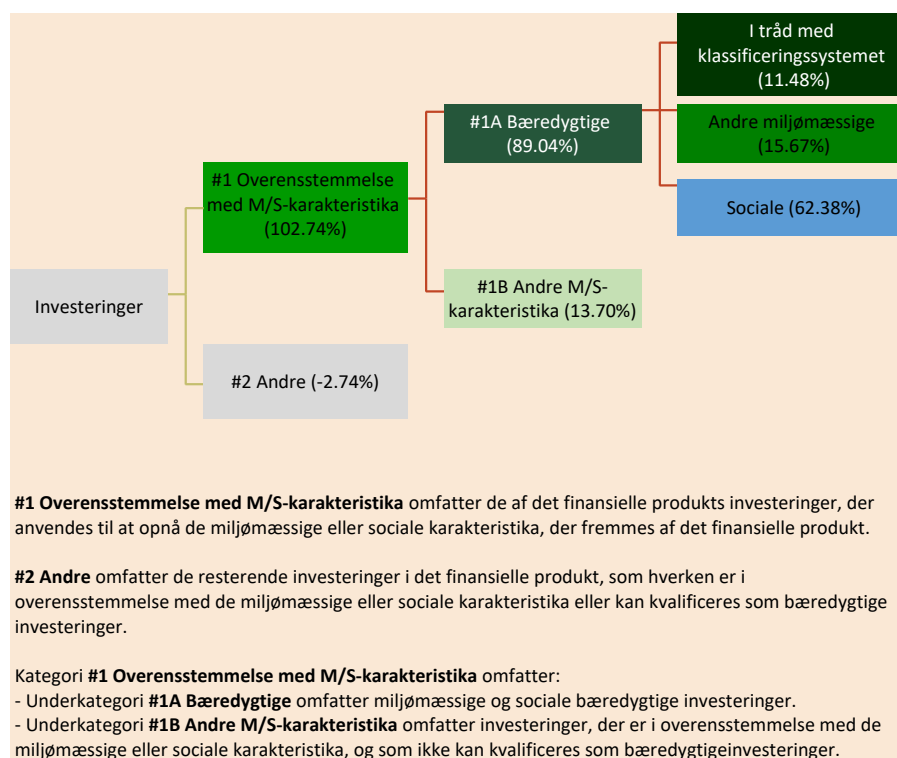 I tråd med
klassificeringssystemet
(11.48%)
#1A Bæredygtige
(89.04%)
Andre miljømæssige
(15.67%)
#1 Overensstemmelse
med M/S-karakteristika
(102.74%)
Sociale (62.38%)
Investeringer
#1B Andre M/S-
karakteristika (13.70%)
#2 Andre (-2.74%)
#1 Overensstemmelse med M/S-karakteristika omfatter de af det finansielle produkts investeringer, der
anvendes til at opnå de miljømæssige eller sociale karakteristika, der fremmes af det finansielle produkt.
#2 Andre omfatter de resterende investeringer i det finansielle produkt, som hverken er i
overensstemmelse med de miljømæssige eller sociale karakteristika eller kan kvalificeres som bæredygtige
investeringer.
Kategori #1 Overensstemmelse med M/S-karakteristika omfatter:
- Underkategori #1A Bæredygtige omfatter miljømæssige og sociale bæredygtige investeringer.
- Underkategori #1B Andre M/S-karakteristika omfatter investeringer, der er i overensstemmelse med de
miljømæssige eller sociale karakteristika, og som ikke kan kvalificeres som bæredygtigeinvesteringer.